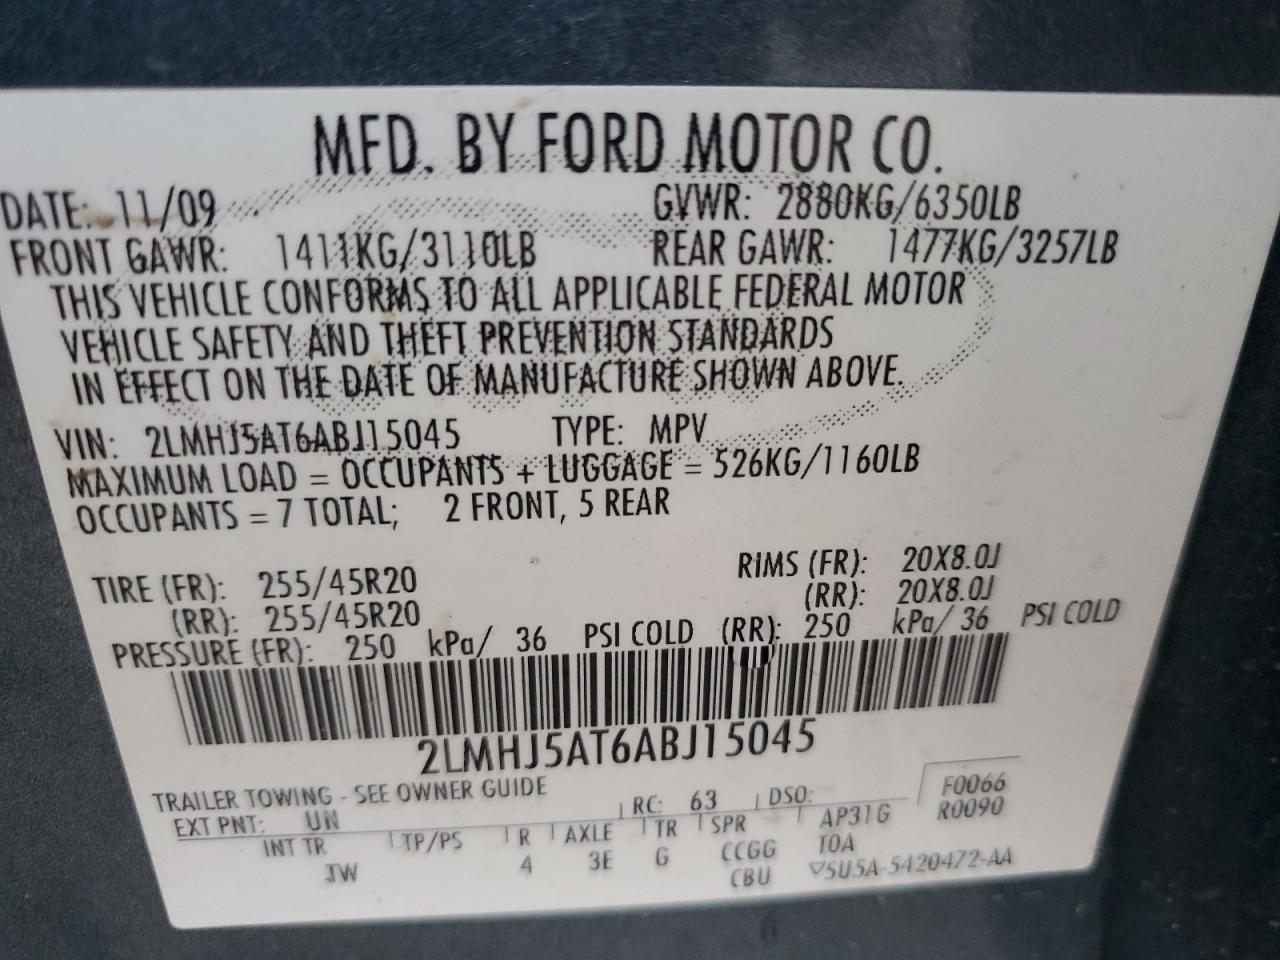 MFD. BY FORD MOTOR CO.
DATE: 11/09 GVWR: 2880KG/6350LB
FRONT GAWR: 1411KG/3110LB REAR GAWR: 1477KG/3257LB
THIS VEHICLE CONFORMS TO ALL APPLICABLE FEDERAL MOTOR
VEHICLE SAFETY AND THEFT PREVENTION STANDARDS
IN EFFECT ON THE DATE OF MANUFACTURE SHOWN ABOVE.
VIN: 2LMHJ5AT6ABJ15045 TYPE: MPV
MAXIMUM LOAD = OCCUPANTS + LUGGAGE = 526KG/1160LB
OCCUPANTS = 7 TOTAL; 2 FRONT, 5 REAR
TIRE (FR): 255/45R20 RIMS (FR): 20X8.0J
(RR): 255/45R20 (RR): 20X8.0J
PRESSURE (FR): 250 kPa/ 36 PSI COLD (RR): 250 kPa/ 36 PSI COLD
2LMHJ5AT6ABJ15045
TRAILER TOWING - SEE OWNER GUIDE
EXT PNT: UN RC: 63 DSO: F0066
R0090
INT TR TP/PS R AXLE TR SPR AP31G
JW 4 3E G CCGG TOA
CBU ▽5U5A-5420472-AA